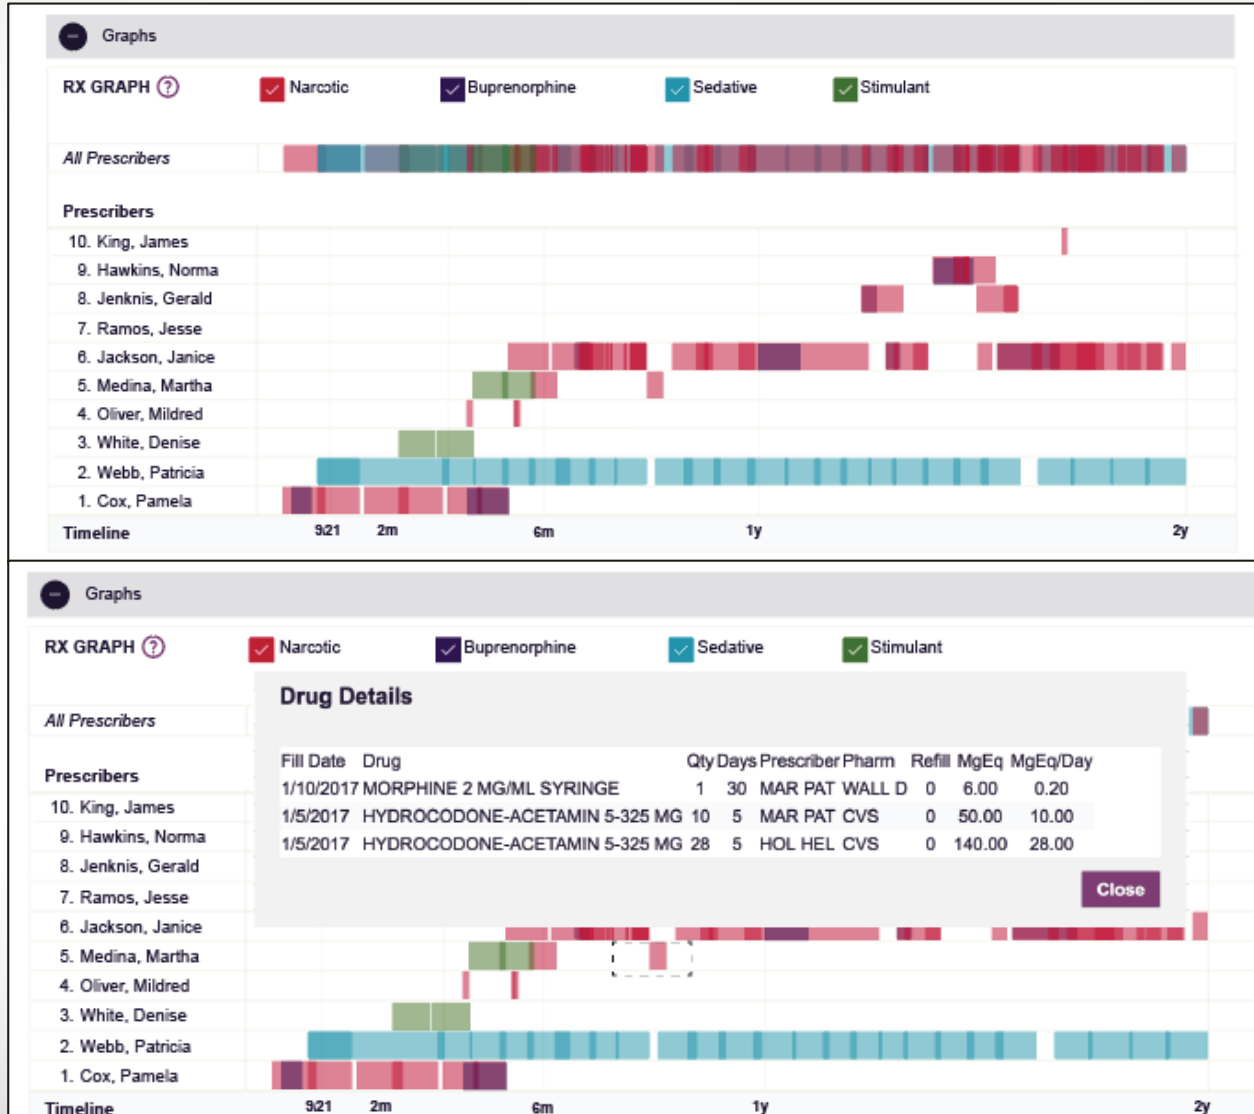 Graphs
RX GRAPH ? Narcotic Buprenorphine Sedative Stimulant
All Prescribers
Prescribers
10. King, James
9. Hawkins, Norma
8. Jenknis, Gerald
7. Ramos, Jesse
6. Jackson, Janice
5. Medina, Martha
4. Oliver, Mildred
3. White, Denise
2. Webb, Patricia
1. Cox, Pamela
Timeline 9/21 2m 6m 1y 2y
Graphs
RX GRAPH ? Narcotic Buprenorphine Sedative Stimulant
Drug Details
All Prescribers
Fill Date Drug Qty Days Prescriber Pharm Refill MgEq MgEq/Day
1/10/2017 MORPHINE 2 MG/ML SYRINGE 1 30 MAR PAT WALL D 0 6.00 0.20
1/5/2017 HYDROCODONE-ACETAMIN 5-325 MG 10 5 MAR PAT CVS 0 50.00 10.00
1/5/2017 HYDROCODONE-ACETAMIN 5-325 MG 28 5 HOL HEL CVS 0 140.00 28.00
Close
Prescribers
10. King, James
9. Hawkins, Norma
8. Jenknis, Gerald
7. Ramos, Jesse
6. Jackson, Janice
5. Medina, Martha
4. Oliver, Mildred
3. White, Denise
2. Webb, Patricia
1. Cox, Pamela
Timeline 9/21 2m 6m 1y 2y